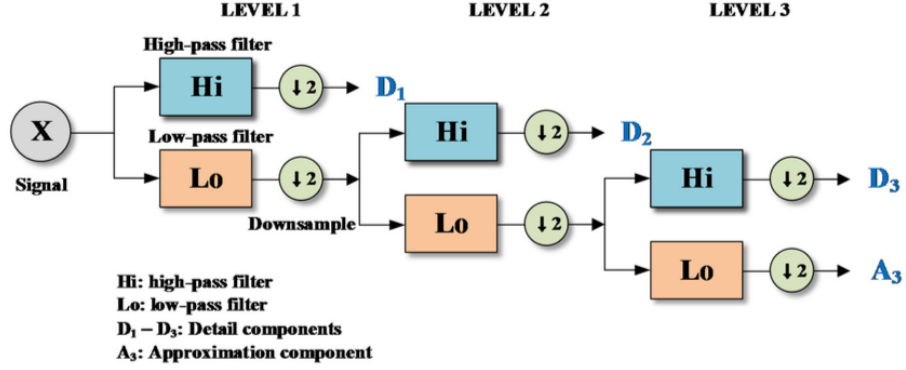 LEVEL 1 LEVEL 2 LEVEL 3
High-pass filter
Hi ↓2 D₁
X
Low-pass filter
Hi ↓2 D₂
Signal
Lo ↓2
Hi ↓2 D₃
Downsample
Lo ↓2
Lo ↓2 A₃
Hi: high-pass filter
Lo: low-pass filter
D₁ – D₃: Detail components
A₃: Approximation component